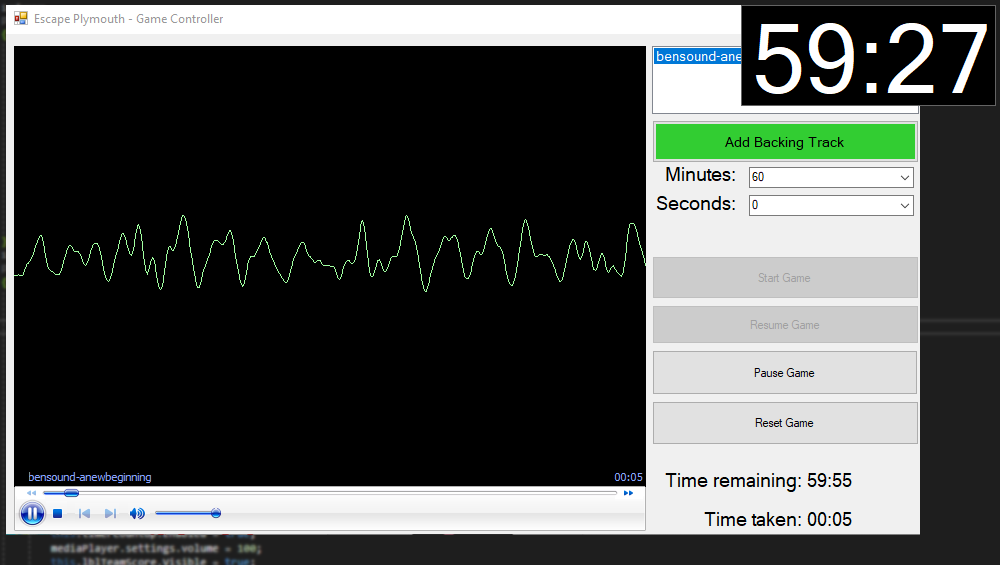 Escape Plymouth - Game Controller
59:27
bensound-ane
Add Backing Track
Minutes: 60
Seconds: 0
Start Game
Resume Game
Pause Game
Reset Game
bensound-anewbeginning 00:05
Time remaining: 59:55
Time taken: 00:05
mediaPlayer.settings.volume = 100;
this.lblTeamScore.Visible = true;